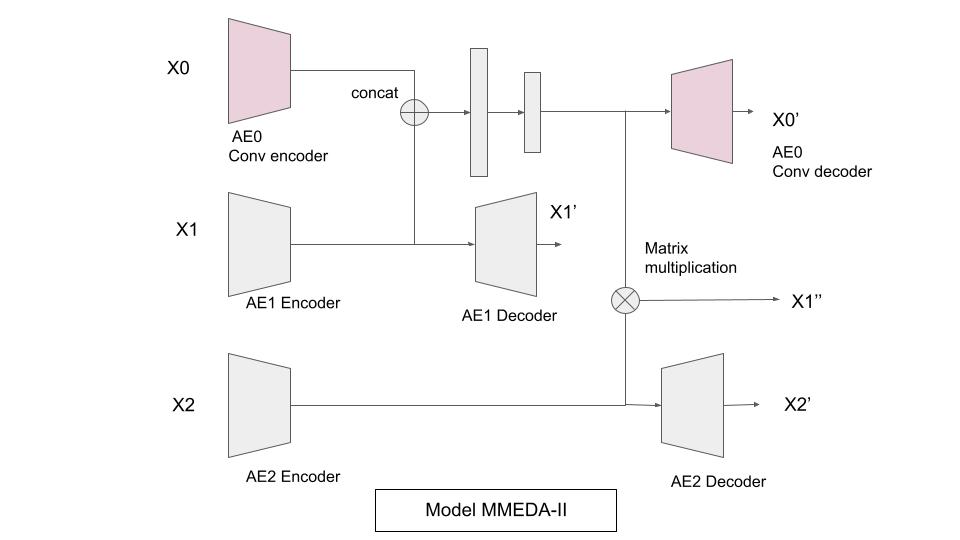 X0
concat
AE0
Conv encoder
X0’
AE0
Conv decoder
X1
X1’
AE1 Encoder
AE1 Decoder
Matrix
multiplication
X1’’
X2
X2’
AE2 Encoder
AE2 Decoder
Model MMEDA-II